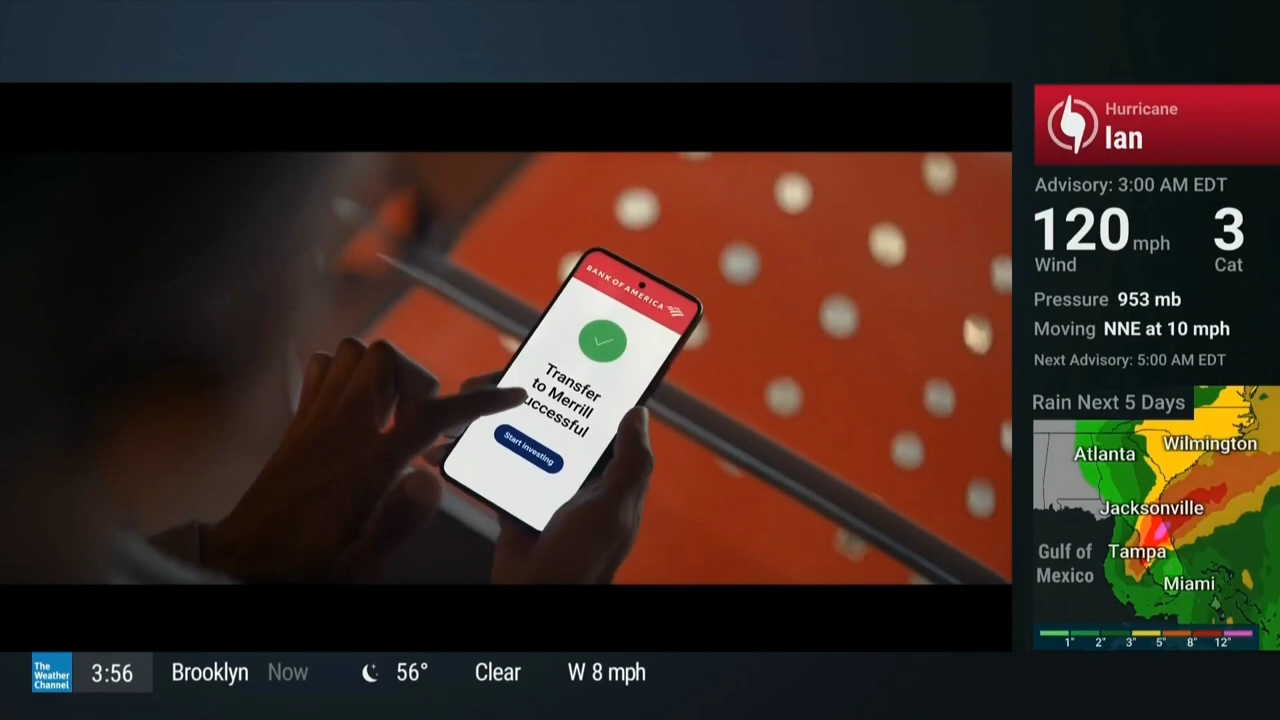 BANK OF AMERICA
Transfer
to Merrill
uccessful
Start investing
Hurricane
Ian
Advisory: 3:00 AM EDT
120 mph 3
Wind Cat
Pressure 953 mb
Moving NNE at 10 mph
Next Advisory: 5:00 AM EDT
Rain Next 5 Days
Wilmington
Atlanta
Jacksonville
Gulf of
Mexico
Tampa
Miami
1" 2" 3" 5" 8" 12"
The
Weather
Channel
3:56 Brooklyn Now 56° Clear W 8 mph